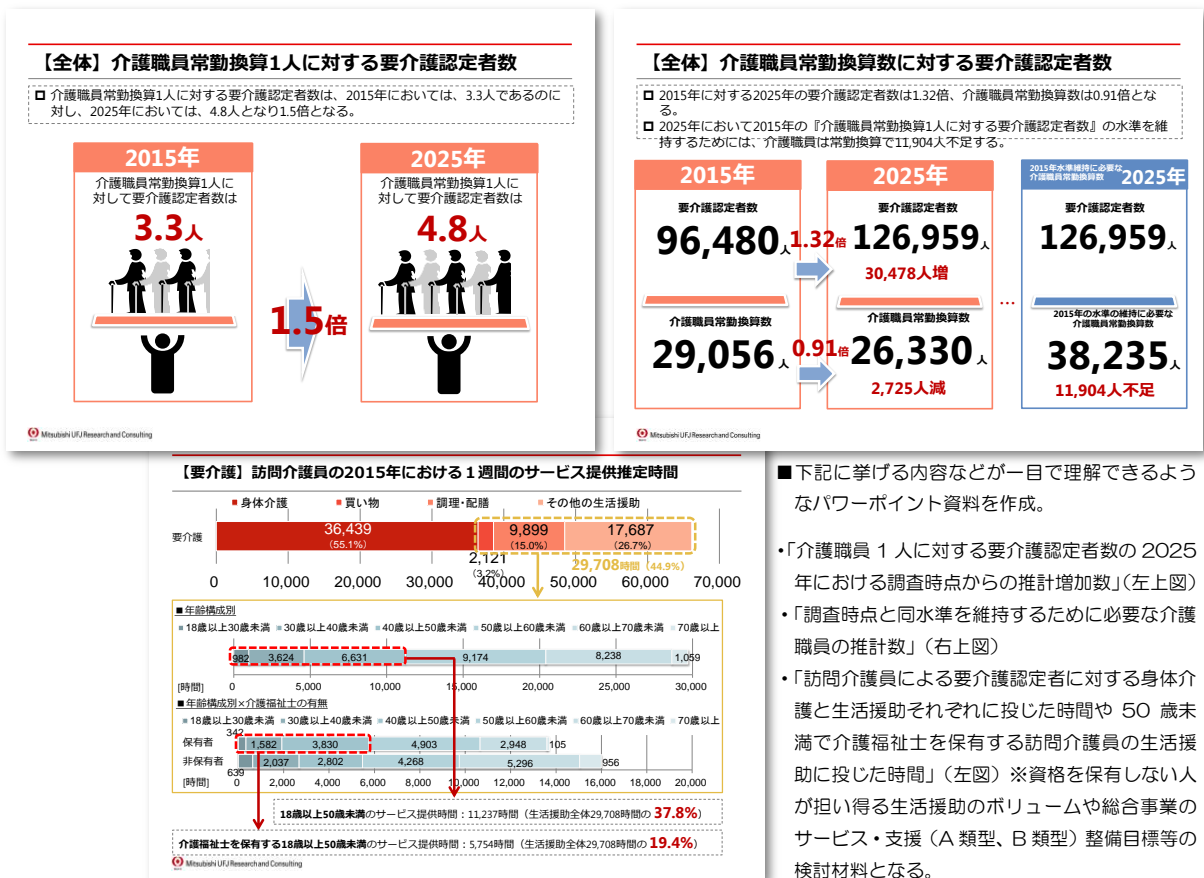 【全体】介護職員常勤換算1人に対する要介護認定者数
介護職員常勤換算1人に対する要介護認定者数は、2015年においては、3.3人であるのに
対し、2025年においては、4.8人となり1.5倍となる。
2015年
介護職員常勤換算1人に
対して要介護認定者数は
3.3人
1.5倍
2025年
介護職員常勤換算1人に
対して要介護認定者数は
4.8人
Mitsubishi UFJ Research and Consulting
【全体】介護職員常勤換算数に対する要介護認定者数
2015年に対する2025年の要介護認定者数は1.32倍、介護職員常勤換算数は0.91倍とな
る。
2025年において2015年の『介護職員常勤換算1人に対する要介護認定者数』の水準を維
持するためには、介護職員は常勤換算で11,904人不足する。
2015年
要介護認定者数
96,480人
介護職員常勤換算数
29,056人
1.32倍
0.91倍
2025年
要介護認定者数
126,959人
30,478人増
介護職員常勤換算数
26,330人
2,725人減
…
2015年水準維持に必要な
介護職員常勤換算数
2025年
要介護認定者数
126,959人
2015年の水準の維持に必要な
介護職員常勤換算数
38,235人
11,904人不足
Mitsubishi UFJ Research and Consulting
【要介護】訪問介護員の2015年における１週間のサービス提供推定時間
■身体介護 ■買い物 ■調理・配膳 ■その他の生活援助
要介護
36,439 9,899 17,687
(55.1%) (15.0%) (26.7%)
2,121
(3.2%)
29,708時間(44.9%)
0 10,000 20,000 30,000 40,000 50,000 60,000 70,000
■年齢構成別
■18歳以上30歳未満 ■30歳以上40歳未満 ■40歳以上50歳未満 ■50歳以上60歳未満 ■60歳以上70歳未満 ■70歳以上
982 3,624 6,631 9,174 8,238 1,059
[時間] 0 5,000 10,000 15,000 20,000 25,000 30,000
■年齢構成別×介護福祉士の有無
■18歳以上30歳未満 ■30歳以上40歳未満 ■40歳以上50歳未満 ■50歳以上60歳未満 ■60歳以上70歳未満 ■70歳以上
342
保有者 1,582 3,830 4,903 2,948 105
非保有者 2,037 2,802 4,268 5,296 956
639
[時間] 0 2,000 4,000 6,000 8,000 10,000 12,000 14,000 16,000 18,000 20,000
18歳以上50歳未満のサービス提供時間：11,237時間（生活援助全体29,708時間の 37.8%）
介護福祉士を保有する18歳以上50歳未満のサービス提供時間：5,754時間（生活援助全体29,708時間の 19.4%）
Mitsubishi UFJ Research and Consulting
■下記に挙げる内容などが一目で理解できるよう
なパワーポイント資料を作成。
・「介護職員 1 人に対する要介護認定者数の 2025
年における調査時点からの推計増加数」（左上図）
・「調査時点と同水準を維持するために必要な介護
職員の推計数」（右上図）
・「訪問介護員による要介護認定者に対する身体介
護と生活援助それぞれに投じた時間や 50 歳未
満で介護福祉士を保有する訪問介護員の生活援
助に投じた時間」（左図）※資格を保有しない人
が担い得る生活援助のボリュームや総合事業の
サービス・支援（A 類型、B 類型）整備目標等の
検討材料となる。